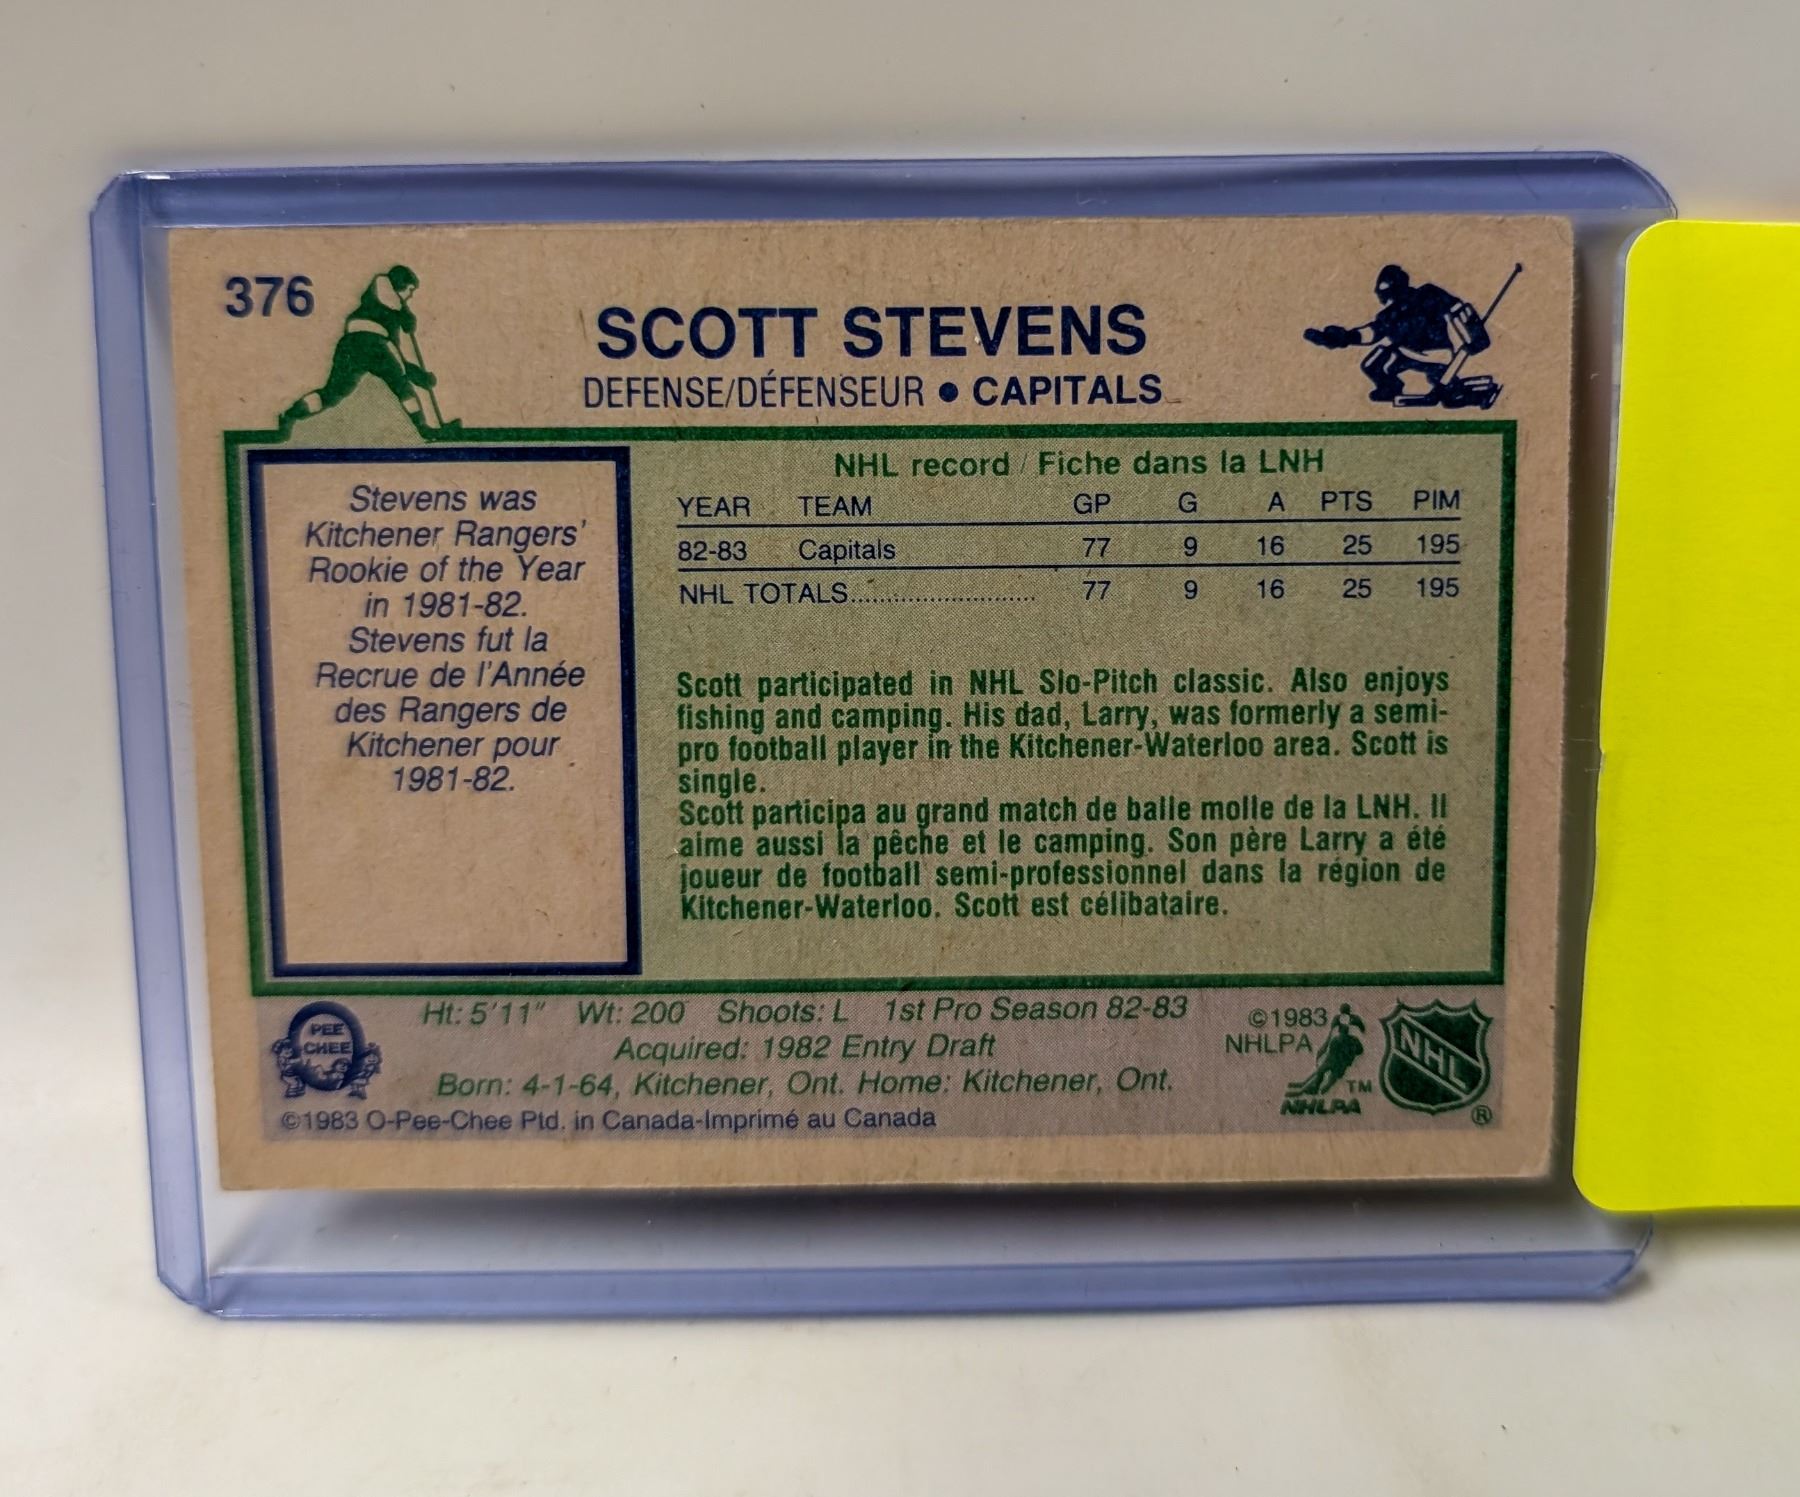 376
SCOTT STEVENS
DEFENSE/DÉFENSEUR • CAPITALS
Stevens was
Kitchener Rangers'
Rookie of the Year
in 1981-82.
Stevens fut la
Recrue de l'Année
des Rangers de
Kitchener pour
1981-82.
NHL record / Fiche dans la LNH
YEAR TEAM GP G A PTS PIM
82-83 Capitals 77 9 16 25 195
NHL TOTALS.............................. 77 9 16 25 195
Scott participated in NHL Slo-Pitch classic. Also enjoys
fishing and camping. His dad, Larry, was formerly a semi-
pro football player in the Kitchener-Waterloo area. Scott is
single.
Scott participa au grand match de balle molle de la LNH. Il
aime aussi la pêche et le camping. Son père Larry a été
joueur de football semi-professionnel dans la région de
Kitchener-Waterloo. Scott est célibataire.
PEE
CHEE
Ht: 5'11" Wt: 200 Shoots: L 1st Pro Season 82-83
Acquired: 1982 Entry Draft
Born: 4-1-64, Kitchener, Ont. Home: Kitchener, Ont.
©1983 O-Pee-Chee Ptd. in Canada-Imprimé au Canada
©1983
NHLPA
TM
NHLPA
NHL
®